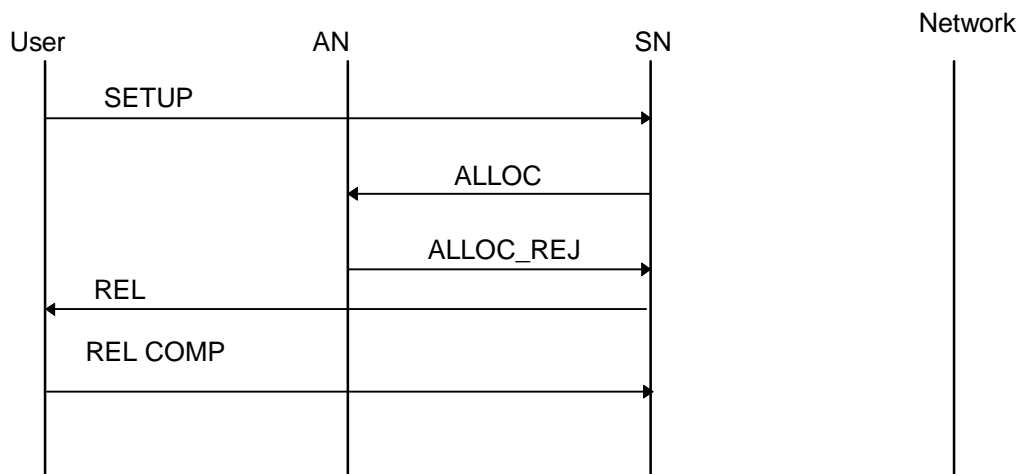 Network
User
AN
SN
SETUP
ALLOC
ALLOC_REJ
REL
REL COMP